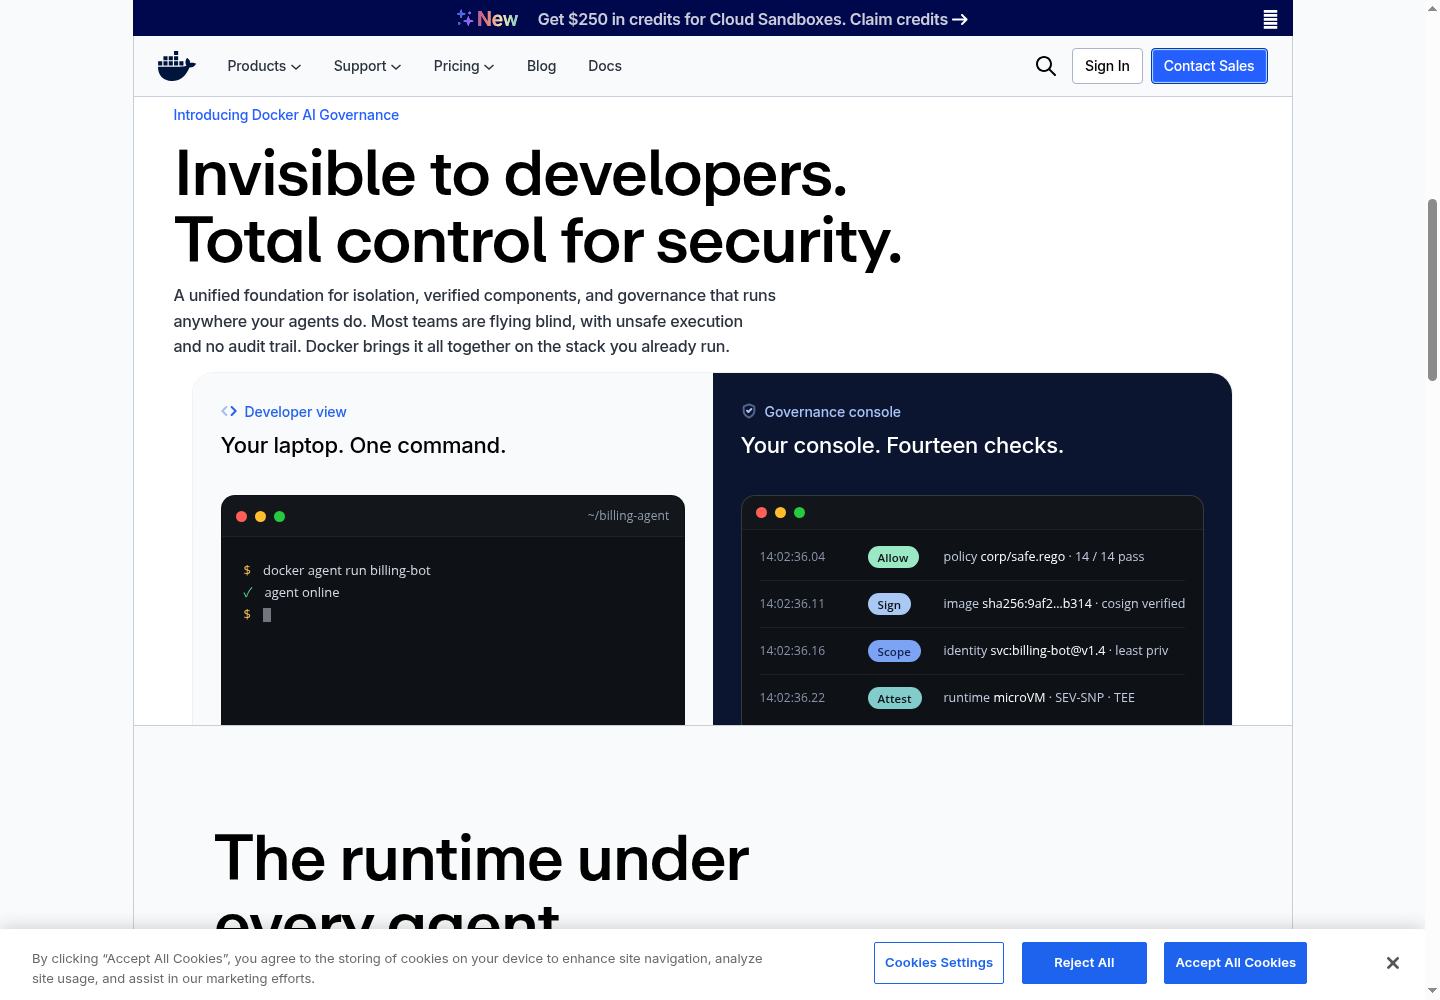 New Get $250 in credits for Cloud Sandboxes. Claim credits
Products Support Pricing Blog Docs Sign In Contact Sales
Introducing Docker AI Governance
Invisible to developers.
Total control for security.
A unified foundation for isolation, verified components, and governance that runs
anywhere your agents do. Most teams are flying blind, with unsafe execution
and no audit trail. Docker brings it all together on the stack you already run.
Developer view
Your laptop. One command.
~/billing-agent
$ docker agent run billing-bot
✓ agent online
$
Governance console
Your console. Fourteen checks.
14:02:36.04 Allow policy corp/safe.rego · 14 / 14 pass
14:02:36.11 Sign image sha256:9af2…b314 · cosign verified
14:02:36.16 Scope identity svc:billing-bot@v1.4 · least priv
14:02:36.22 Attest runtime microVM · SEV-SNP · TEE
The runtime under
every agent
By clicking “Accept All Cookies”, you agree to the storing of cookies on your device to enhance site navigation, analyze
site usage, and assist in our marketing efforts.
Cookies Settings Reject All Accept All Cookies